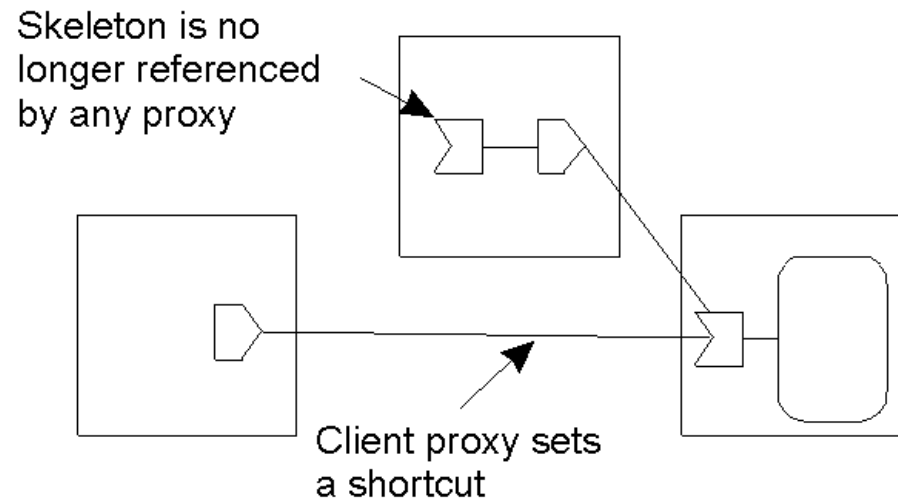 Skeleton is no
longer referenced
by any proxy
Client proxy sets
a shortcut